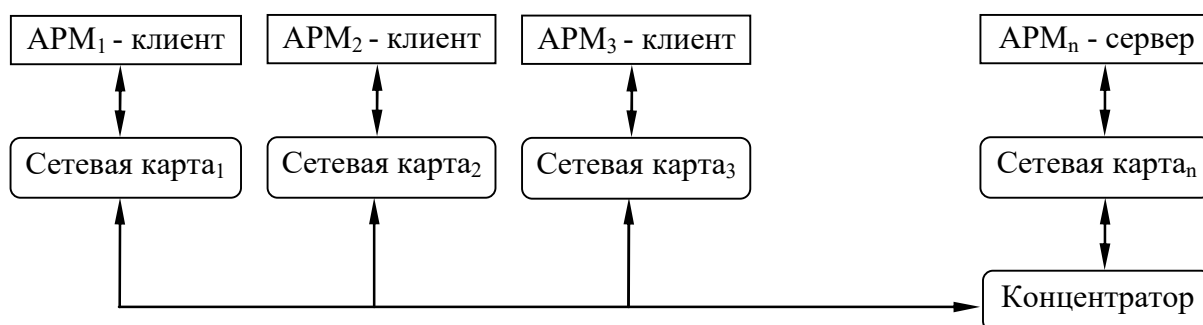 АРМ₁ - клиент
АРМ₂ - клиент
АРМ₃ - клиент
АРМₙ - сервер
Сетевая карта₁
Сетевая карта₂
Сетевая карта₃
Сетевая картаₙ
Концентратор